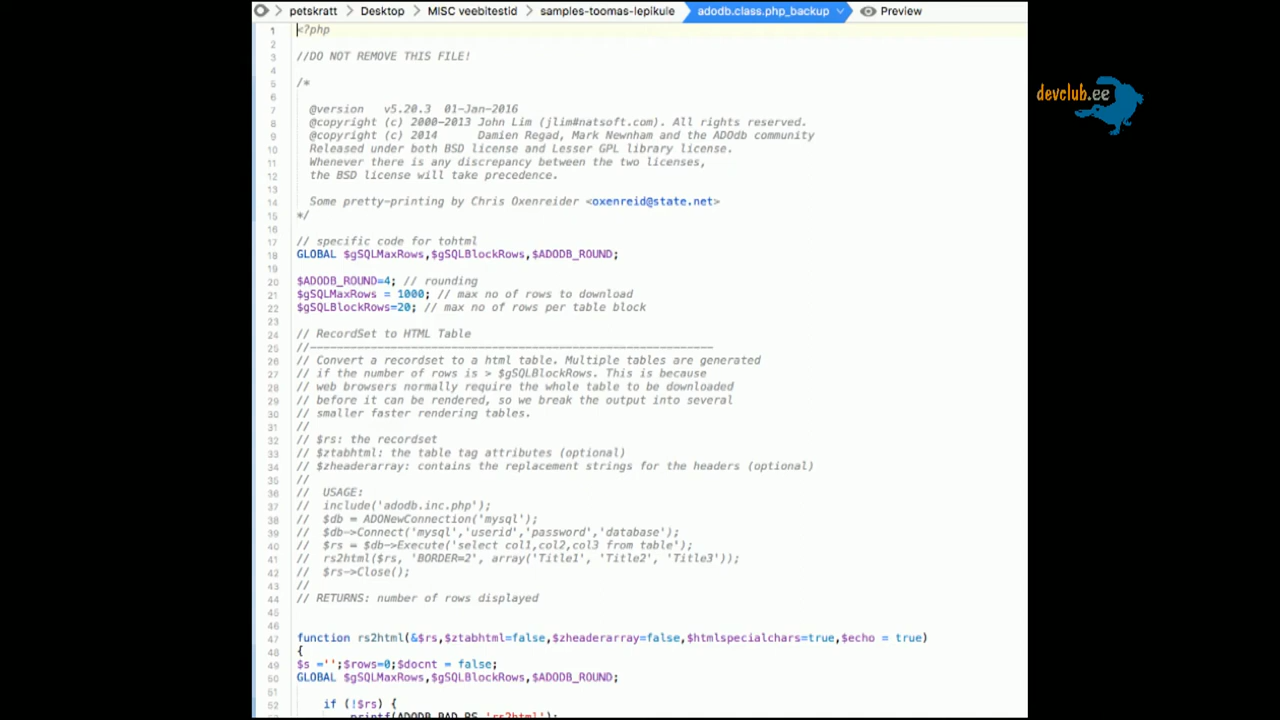 petskratt > Desktop > MISC veebitestid > samples-toomas-lepikule > adodb.class.php_backup Preview
1 <?php
2
3 //DO NOT REMOVE THIS FILE!
4
5 /*
6
7 @version v5.20.3 01-Jan-2016
8 @copyright (c) 2000-2013 John Lim (jlim#natsoft.com). All rights reserved.
9 @copyright (c) 2014 Damien Regad, Mark Newnham and the ADOdb community
10 Released under both BSD license and Lesser GPL library license.
11 Whenever there is any discrepancy between the two licenses,
12 the BSD license will take precedence.
13
14 Some pretty-printing by Chris Oxenreider <oxenreid@state.net>
15 */
16
17 // specific code for tohtml
18 GLOBAL $gSQLMaxRows,$gSQLBlockRows,$ADODB_ROUND;
19
20 $ADODB_ROUND=4; // rounding
21 $gSQLMaxRows = 1000; // max no of rows to download
22 $gSQLBlockRows=20; // max no of rows per table block
23
24 // RecordSet to HTML Table
25 //------------------------------------------------------------
26 // Convert a recordset to a html table. Multiple tables are generated
27 // if the number of rows is > $gSQLBlockRows. This is because
28 // web browsers normally require the whole table to be downloaded
29 // before it can be rendered, so we break the output into several
30 // smaller faster rendering tables.
31 //
32 // $rs: the recordset
33 // $ztabhtml: the table tag attributes (optional)
34 // $zheaderarray: contains the replacement strings for the headers (optional)
35 //
36 // USAGE:
37 // include('adodb.inc.php');
38 // $db = ADONewConnection('mysql');
39 // $db->Connect('mysql','userid','password','database');
40 // $rs = $db->Execute('select col1,col2,col3 from table');
41 // rs2html($rs, 'BORDER=2', array('Title1', 'Title2', 'Title3'));
42 // $rs->Close();
43 //
44 // RETURNS: number of rows displayed
45
46
47 function rs2html(&$rs,$ztabhtml=false,$zheaderarray=false,$htmlspecialchars=true,$echo = true)
48 {
49 $s ='';$rows=0;$docnt = false;
50 GLOBAL $gSQLMaxRows,$gSQLBlockRows,$ADODB_ROUND;
51
52 if (!$rs) {
53 printf(ADODB_BAD_RS,'rs2html');
devclub.ee